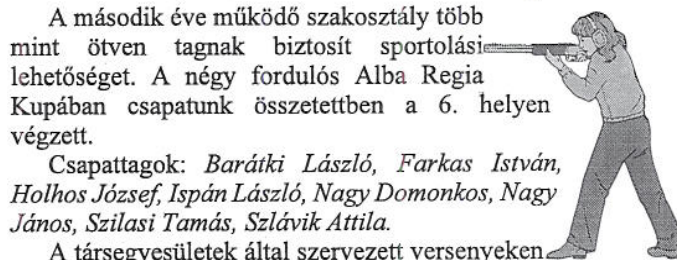 A második éve működő szakosztály több
mint ötven tagnak biztosít sportolási
lehetőséget. A négy fordulós Alba Regia
Kupában csapatunk összetettben a 6. helyen
végzett.
Csapattagok: Barátki László, Farkas István,
Holhos József, Ispán László, Nagy Domonkos, Nagy
János, Szilasi Tamás, Szlávik Attila.
A társegyesületek által szervezett versenyeken